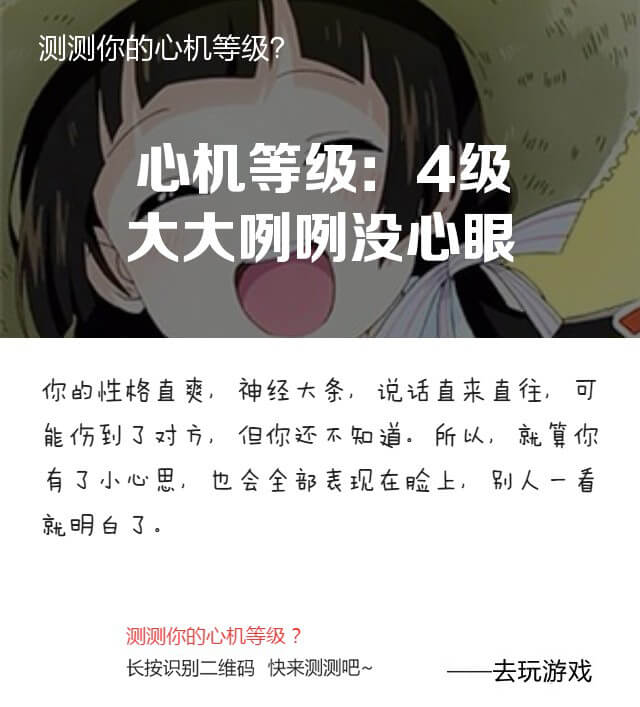 测测你的心机等级?
心机等级：4级
大大咧咧没心眼
你的性格直爽，神经大条，说话直来直往，可
能伤到了对方，但你还不知道。所以，就算你
有了小心思，也会全部表现在脸上，别人一看
就明白了。
测测你的心机等级？
长按识别二维码 快来测测吧~
——去玩游戏